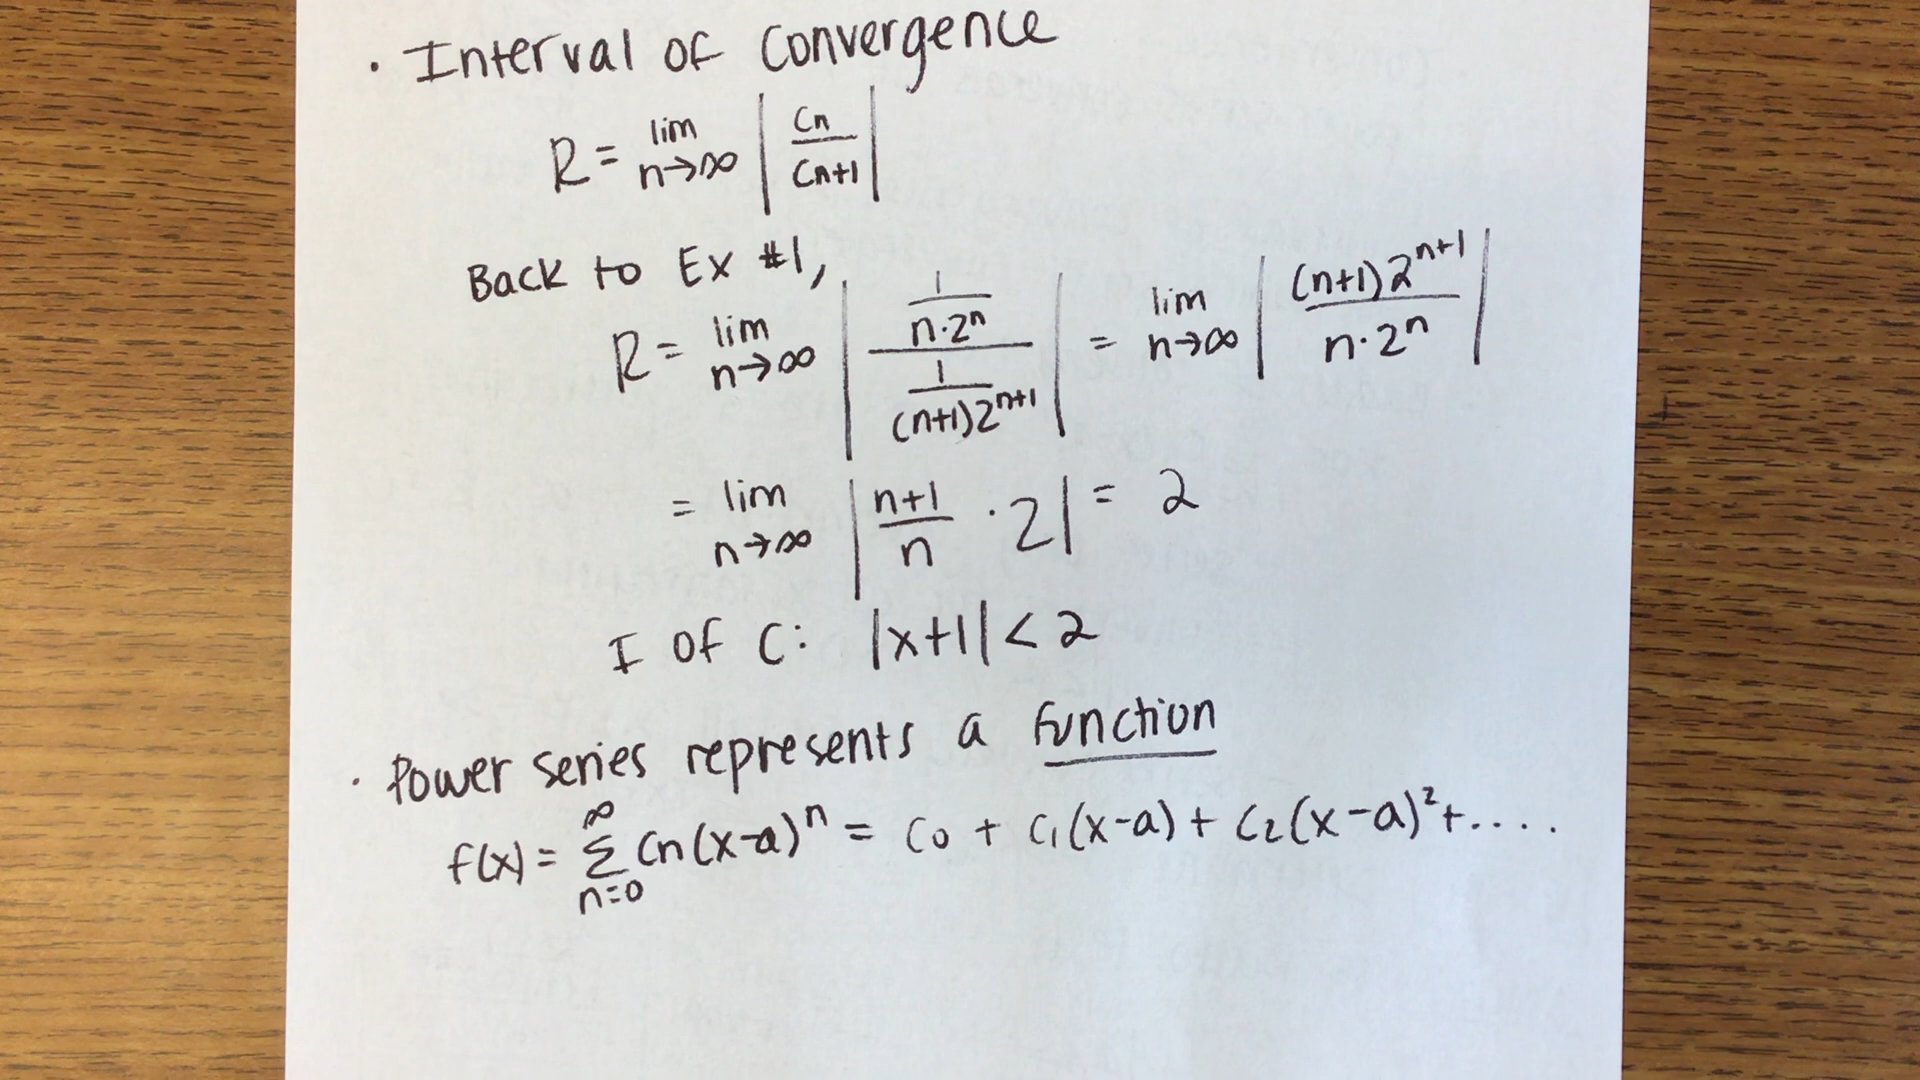 · Interval of Convergence
R = lim n→∞ | Cn / Cn+1 |
Back to Ex #1,
R = lim n→∞ | (1 / n·2^n) / (1 / (n+1)2^(n+1)) | = lim n→∞ | (n+1)2^(n+1) / n·2^n |
= lim n→∞ | n+1 / n · 2 | = 2
I of C: |x+1| < 2
· Power series represents a function
f(x) = ∞ Σ n=0 Cn(x-a)^n = C0 + C1(x-a) + C2(x-a)^2 + ....